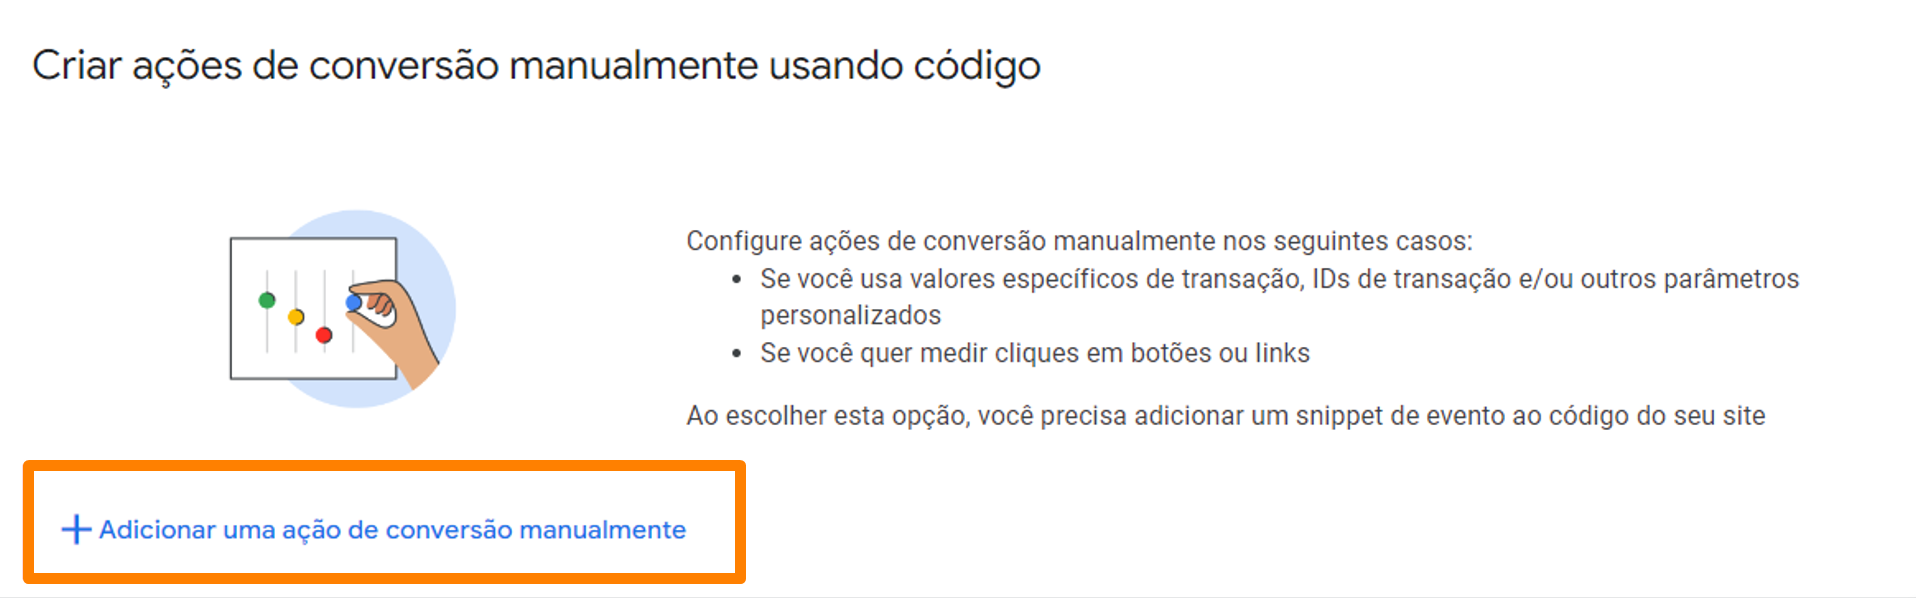 Criar ações de conversão manualmente usando código
Configure ações de conversão manualmente nos seguintes casos:
• Se você usa valores específicos de transação, IDs de transação e/ou outros parâmetros
personalizados
• Se você quer medir cliques em botões ou links
Ao escolher esta opção, você precisa adicionar um snippet de evento ao código do seu site
+ Adicionar uma ação de conversão manualmente